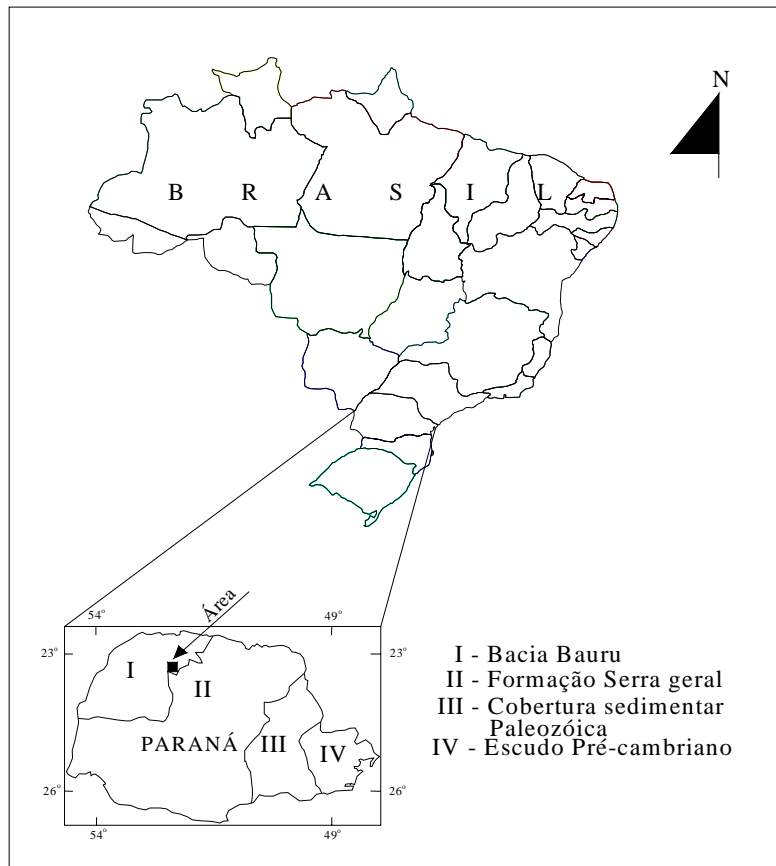 N
B R A S I L
Área
54° 49°
23° 23°
I
II
PARANÁ III IV
26° 26°
54° 49°
I - Bacia Bauru
II - Formação Serra geral
III - Cobertura sedimentar
Paleozóica
IV - Escudo Pré-cambriano